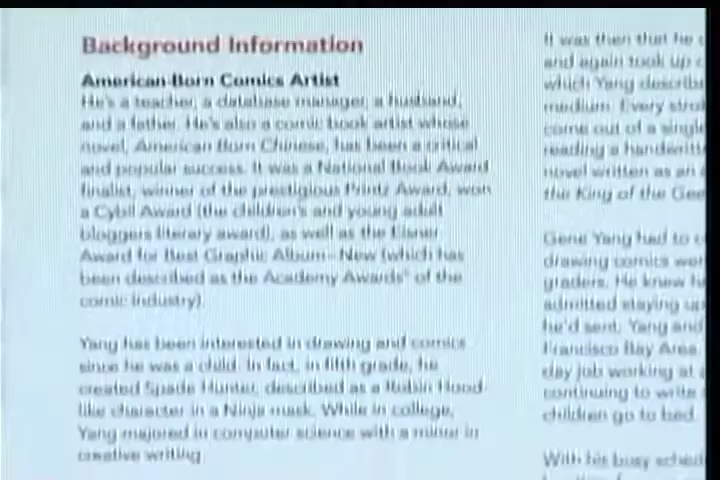 Background Information
American-Born Comics Artist
He's a teacher, a database manager, a husband,
and a father. He's also a comic book artist whose
novel, American Born Chinese, has been a critical
and popular success. It was a National Book Award
finalist, winner of the prestigious Printz Award, won
a Cybil Award (the children's and young adult
bloggers literary award), as well as the Eisner
Award for Best Graphic Album–New (which has
been described as the Academy Awards® of the
comic industry).
Yang has been interested in drawing and comics
since he was a child. In fact, in fifth grade, he
created Spade Hunter, described as a Robin Hood-
like character in a Ninja mask. While in college,
Yang majored in computer science with a minor in
creative writing.
It was then that he
and again took up
which Yang
medium. Every
come out of a single
reading a
novel written as an
the King of the
Gene Yang had to
drawing comics
graders. He knew
admitted staying up
he'd sent. Yang and
Francisco Bay Area.
day job working at
continuing to write
children go to bed.
With his busy